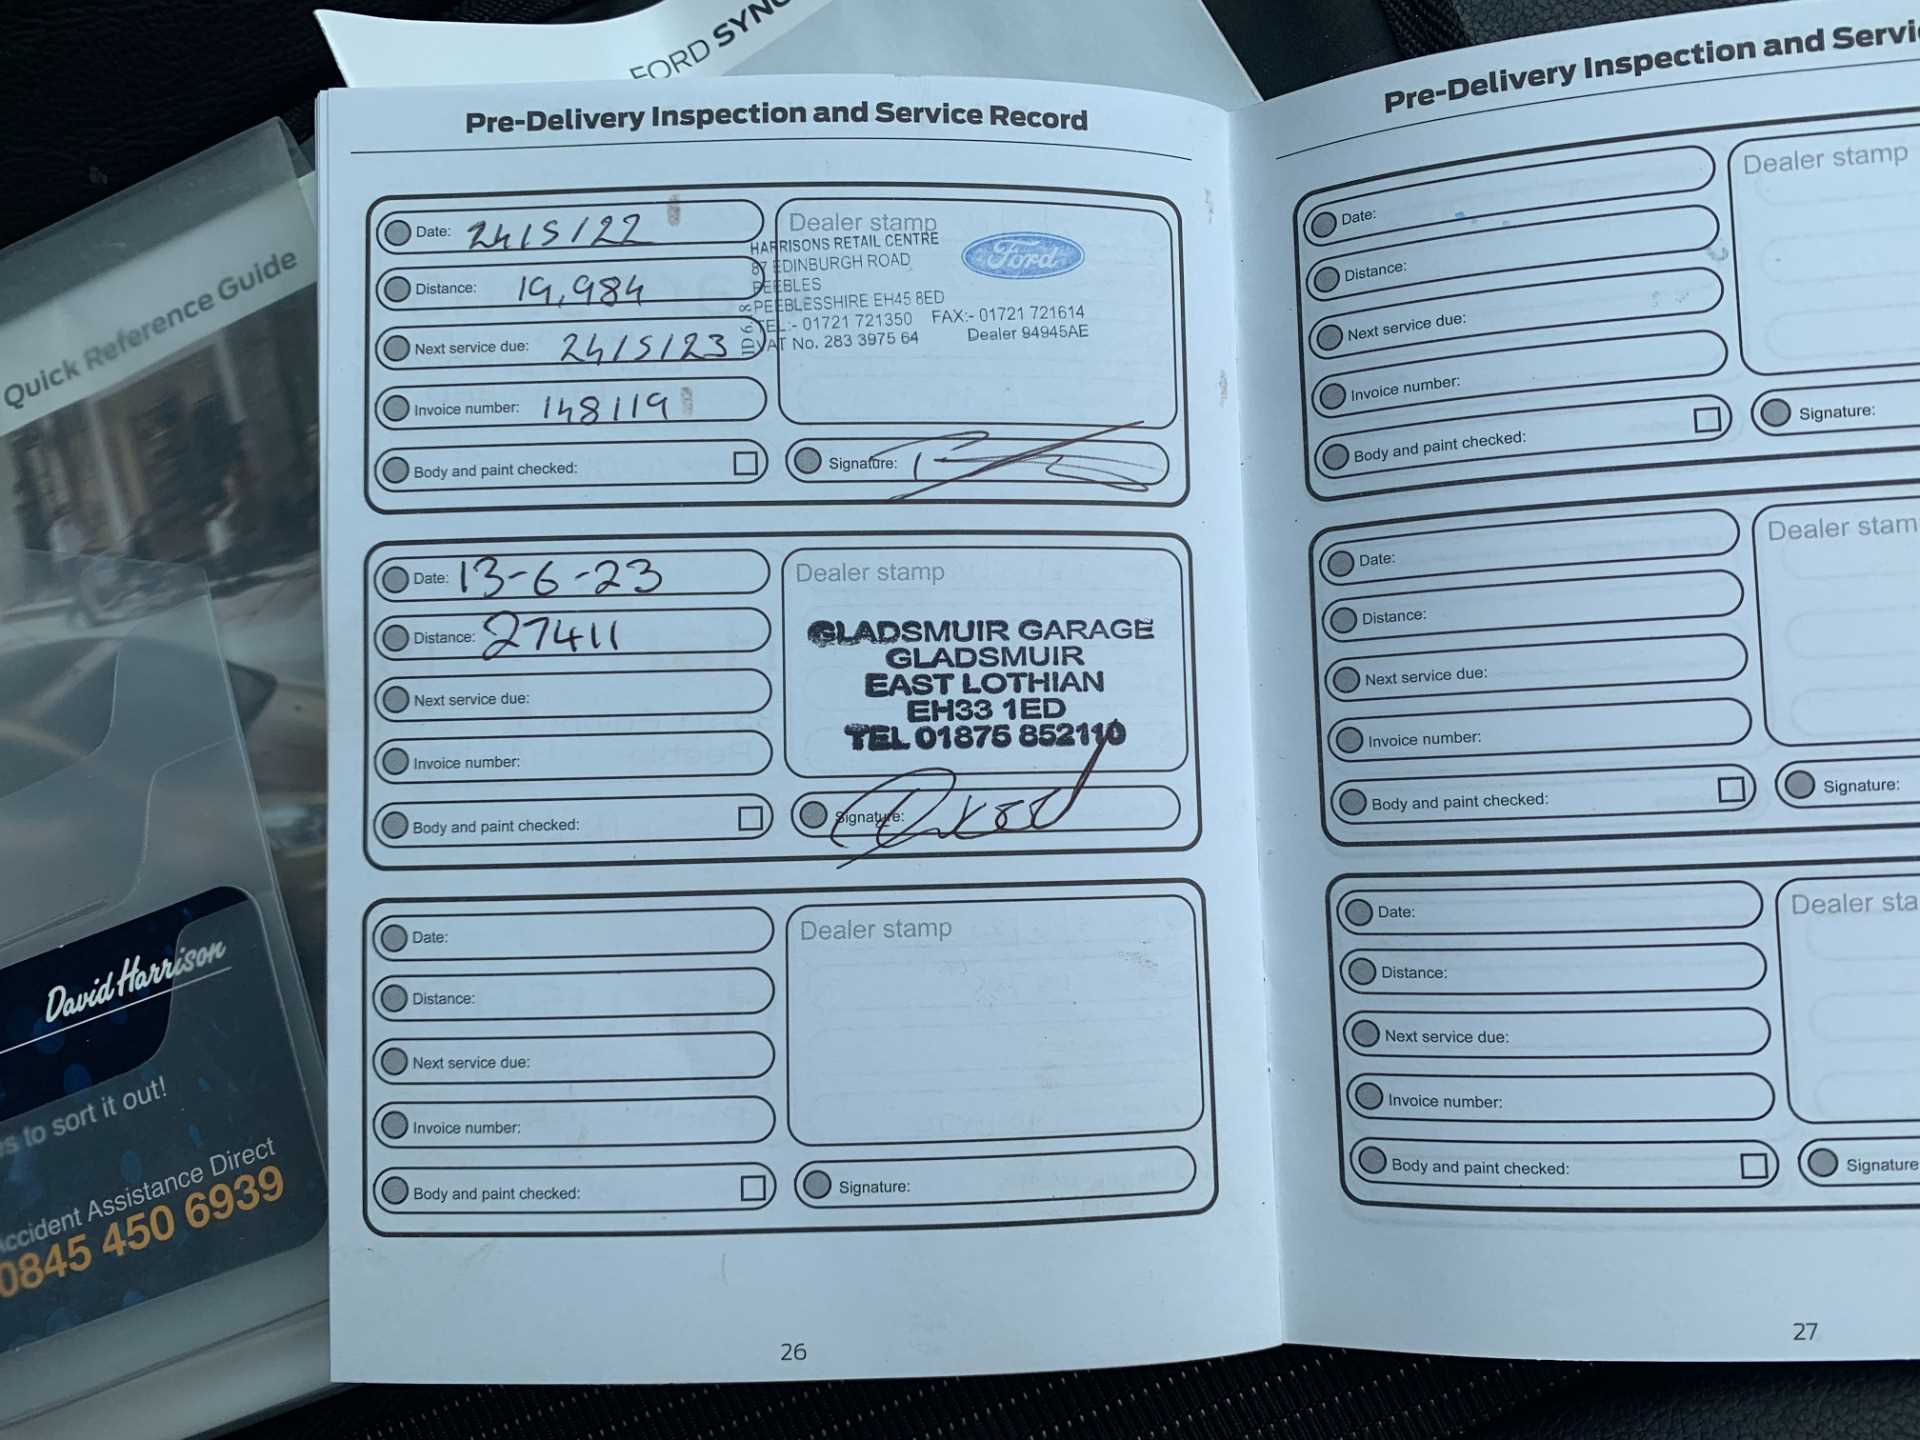 FORD SYNC
Quick Reference Guide
David Harrison
es to sort it out!
Accident Assistance Direct
0845 450 6939
Pre-Delivery Inspection and Service Record
Date: 24/5/22
Distance: 19,984
Next service due: 24/5/23
Invoice number: 148119
Body and paint checked:
Dealer stamp
HARRISONS RETAIL CENTRE
87 EDINBURGH ROAD
PEEBLES
PEEBLESSHIRE EH45 8ED
TEL:- 01721 721350 FAX:- 01721 721614
VAT No. 283 3975 64 Dealer 94945AE
Ford
Signature:
Date: 13-6-23
Distance: 27411
Next service due:
Invoice number:
Body and paint checked:
Dealer stamp
GLADSMUIR GARAGE
GLADSMUIR
EAST LOTHIAN
EH33 1ED
TEL 01875 852110
Signature:
Date:
Distance:
Next service due:
Invoice number:
Body and paint checked:
Dealer stamp
Signature:
26
Pre-Delivery Inspection and Servi
Date:
Distance:
Next service due:
Invoice number:
Body and paint checked:
Dealer stamp
Signature:
Date:
Distance:
Next service due:
Invoice number:
Body and paint checked:
Dealer stam
Signature:
Date:
Distance:
Next service due:
Invoice number:
Body and paint checked:
Dealer sta
Signature
27